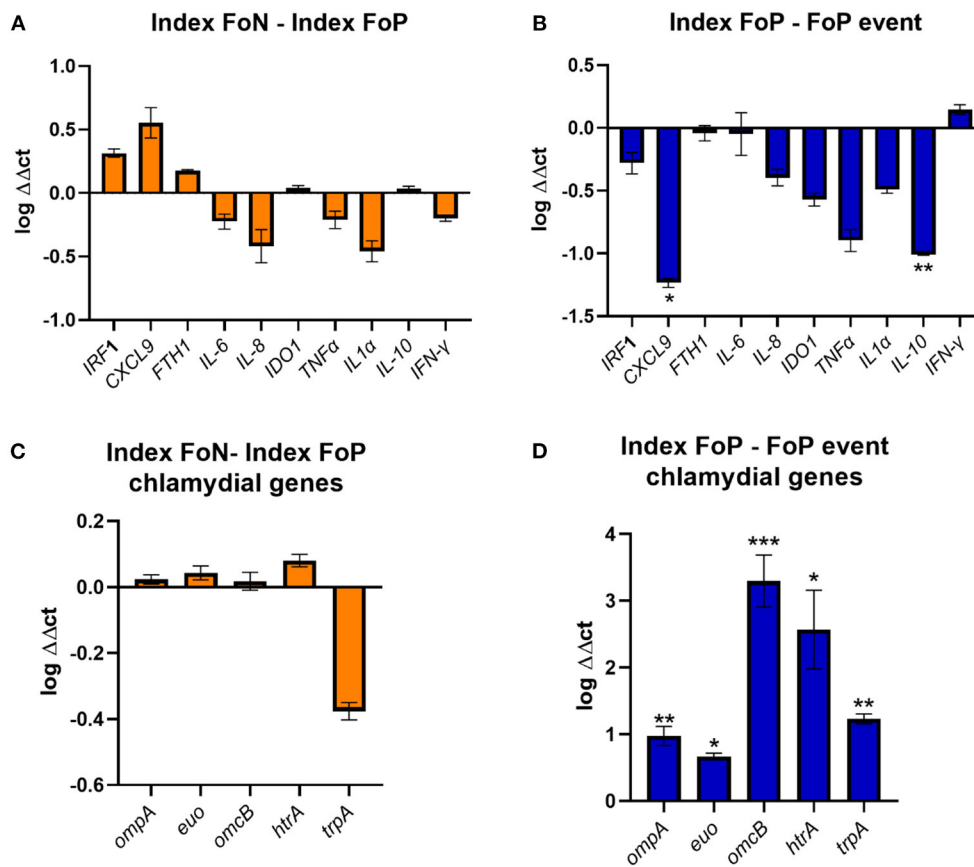 A
Index FoN - Index FoP
log ΔΔct
1.0
0.5
0.0
-0.5
-1.0
IRF1
CXCL9
FTH1
IL-6
IL-8
IDO1
TNFα
IL1α
IL-10
IFN-γ
B
Index FoP - FoP event
log ΔΔct
0.5
0.0
-0.5
-1.0
-1.5
*
**
IRF1
CXCL9
FTH1
IL-6
IL-8
IDO1
TNFα
IL1α
IL-10
IFN-γ
C
Index FoN- Index FoP
chlamydial genes
log ΔΔct
0.2
0.0
-0.2
-0.4
-0.6
ompA
euo
omcB
htrA
trpA
D
Index FoP - FoP event
chlamydial genes
log ΔΔct
4
3
2
1
0
**
*
***
*
**
ompA
euo
omcB
htrA
trpA